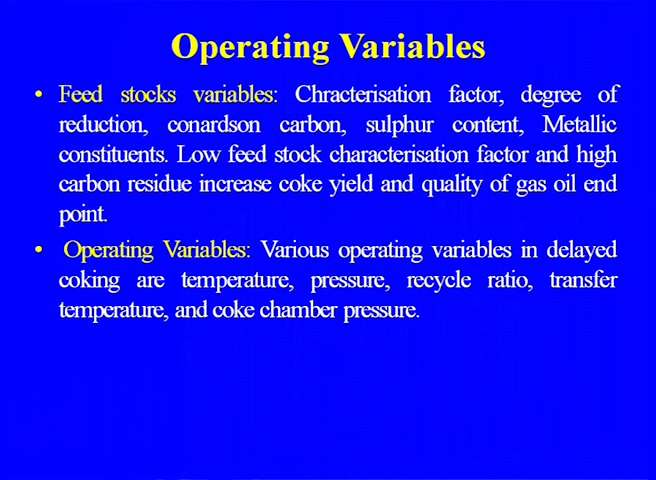 Operating Variables
• Feed stocks variables: Chracterisation factor, degree of
reduction, conardson carbon, sulphur content, Metallic
constituents. Low feed stock characterisation factor and high
carbon residue increase coke yield and quality of gas oil end
point.
• Operating Variables: Various operating variables in delayed
coking are temperature, pressure, recycle ratio, transfer
temperature, and coke chamber pressure.